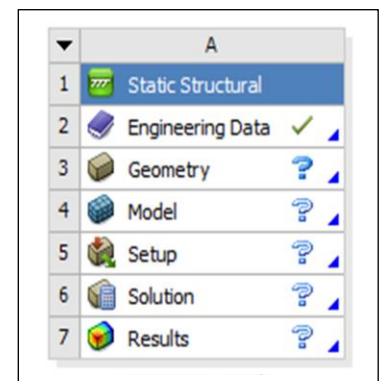 A
1 Static Structural
2 Engineering Data ✓
3 Geometry ?
4 Model ?
5 Setup ?
6 Solution ?
7 Results ?